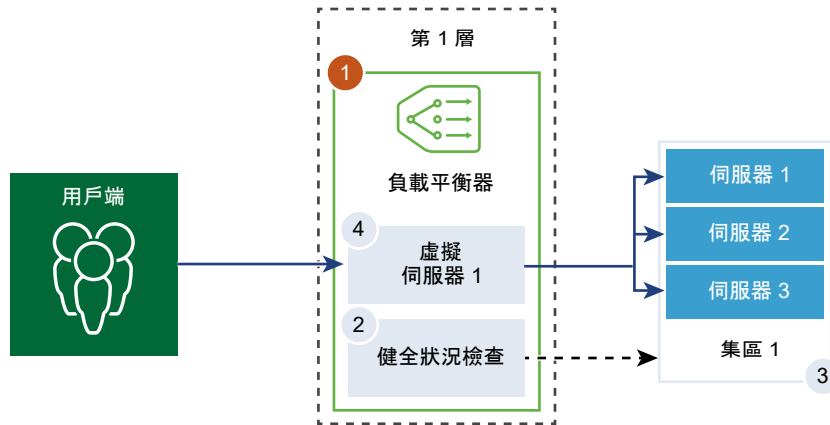 第 1 層
1
負載平衡器
用戶端
4
虛擬
伺服器 1
2
健全狀況檢查
伺服器 1
伺服器 2
伺服器 3
集區 1
3